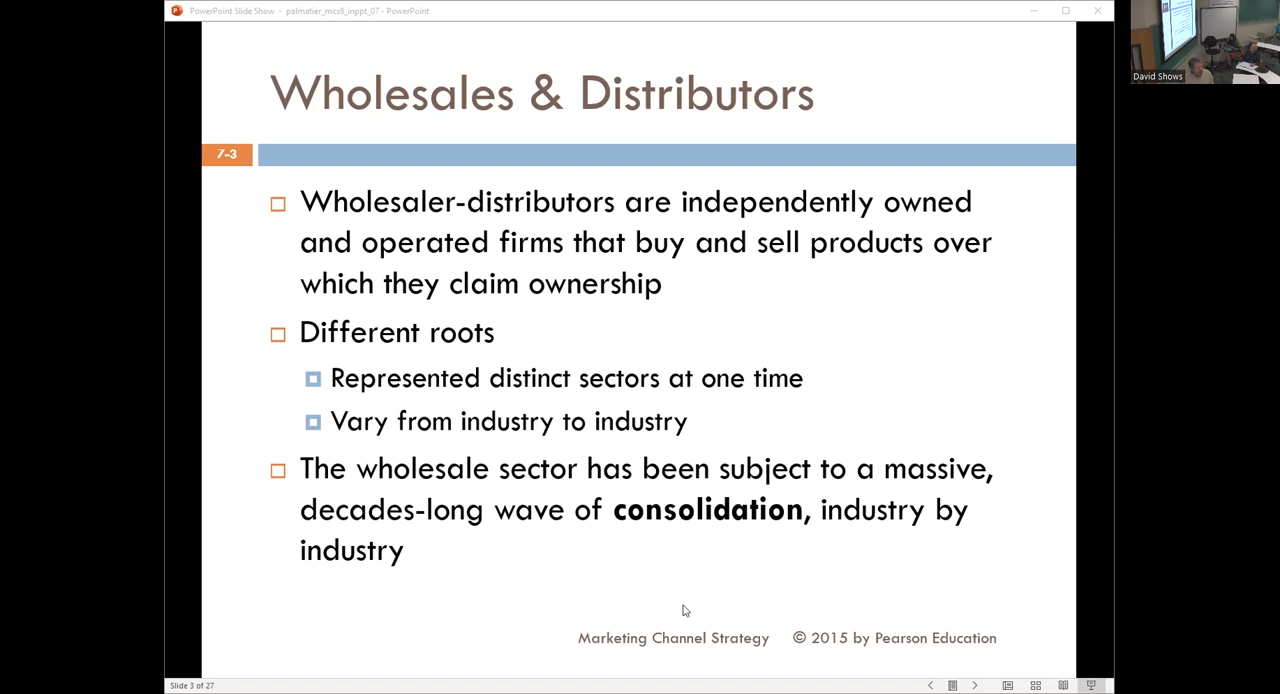 PowerPoint Slide Show - palmatier_mcs8_inppt_07 - PowerPoint
David Shows
Wholesales & Distributors
7-3
Wholesaler-distributors are independently owned
and operated firms that buy and sell products over
which they claim ownership
Different roots
Represented distinct sectors at one time
Vary from industry to industry
The wholesale sector has been subject to a massive,
decades-long wave of consolidation, industry by
industry
Marketing Channel Strategy © 2015 by Pearson Education
Slide 3 of 27